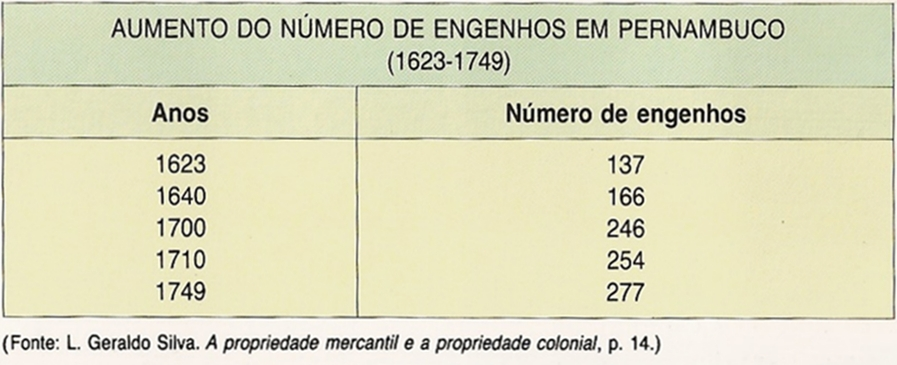 AUMENTO DO NÚMERO DE ENGENHOS EM PERNAMBUCO
(1623-1749)
Anos Número de engenhos
1623 137
1640 166
1700 246
1710 254
1749 277
(Fonte: L. Geraldo Silva. A propriedade mercantil e a propriedade colonial, p. 14.)